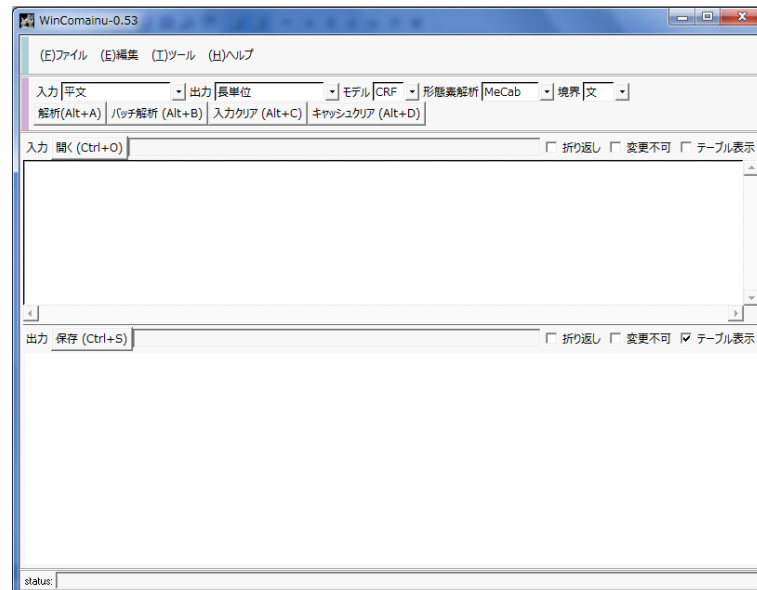 WinComainu-0.53
(F)ファイル (E)編集 (T)ツール (H)ヘルプ
入力 平文 出力 長単位 モデル CRF 形態素解析 MeCab 境界 文
解析(Alt+A) バッチ解析 (Alt+B) 入力クリア (Alt+C) キャッシュクリア (Alt+D)
入力 開く (Ctrl+O) 折り返し 変更不可 テーブル表示
出力 保存 (Ctrl+S) 折り返し 変更不可 テーブル表示
status: